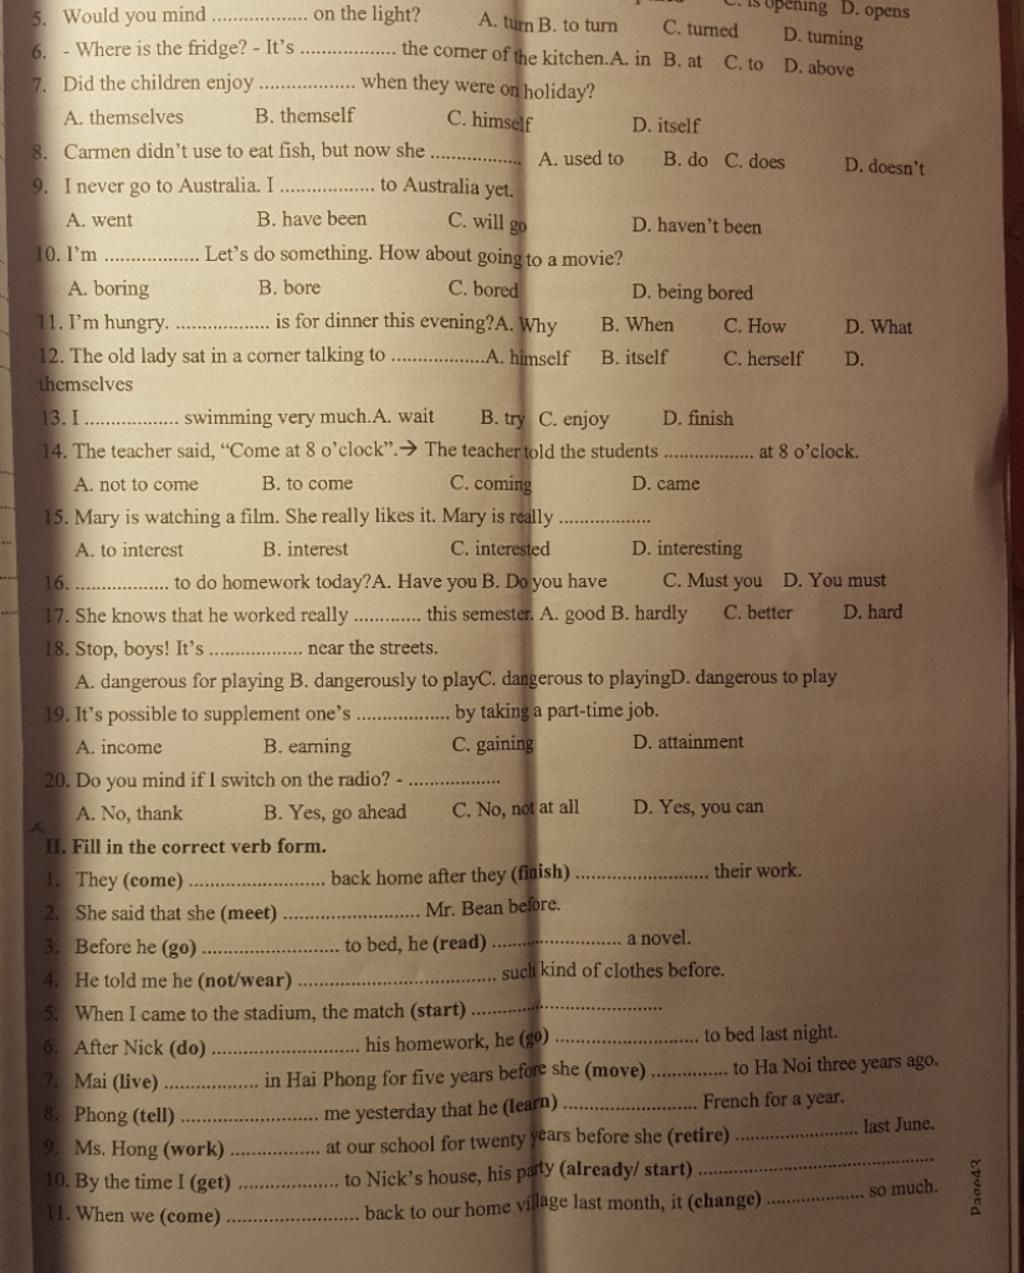 C. is opening D. opens
5. Would you mind .................. on the light? A. turn B. to turn C. turned D. turning
6. - Where is the fridge? - It's .................. the corner of the kitchen.A. in B. at C. to D. above
7. Did the children enjoy .................. when they were on holiday?
A. themselves B. themself C. himself D. itself
8. Carmen didn't use to eat fish, but now she .................. A. used to B. do C. does D. doesn't
9. I never go to Australia. I .................. to Australia yet.
A. went B. have been C. will go D. haven't been
10. I'm .................. Let's do something. How about going to a movie?
A. boring B. bore C. bored D. being bored
11. I'm hungry. .................. is for dinner this evening?A. Why B. When C. How D. What
12. The old lady sat in a corner talking to ..................A. himself B. itself C. herself D.
themselves
13. I .................. swimming very much.A. wait B. try C. enjoy D. finish
14. The teacher said, “Come at 8 o'clock”.→ The teacher told the students .................. at 8 o'clock.
A. not to come B. to come C. coming D. came
15. Mary is watching a film. She really likes it. Mary is really ..................
A. to interest B. interest C. interested D. interesting
16. .................. to do homework today?A. Have you B. Do you have C. Must you D. You must
17. She knows that he worked really ............. this semester. A. good B. hardly C. better D. hard
18. Stop, boys! It's .................. near the streets.
A. dangerous for playing B. dangerously to playC. dangerous to playingD. dangerous to play
19. It's possible to supplement one's .................. by taking a part-time job.
A. income B. earning C. gaining D. attainment
20. Do you mind if I switch on the radio? - ..................
A. No, thank B. Yes, go ahead C. No, not at all D. Yes, you can
II. Fill in the correct verb form.
1. They (come) .......................... back home after they (finish) .......................... their work.
2. She said that she (meet) .......................... Mr. Bean before.
3. Before he (go) .......................... to bed, he (read) .......................... a novel.
4. He told me he (not/wear) ...................................... such kind of clothes before.
5. When I came to the stadium, the match (start) ......................................
6. After Nick (do) ............................ his homework, he (go) ............................ to bed last night.
7. Mai (live) .................. in Hai Phong for five years before she (move) .............. to Ha Noi three years ago.
8. Phong (tell) .......................... me yesterday that he (learn) .......................... French for a year.
9. Ms. Hong (work) ................. at our school for twenty years before she (retire) ........................ last June.
10. By the time I (get) ................... to Nick's house, his party (already/ start) .............................................
11. When we (come) ......................... back to our home village last month, it (change) ................... so much.
Page43